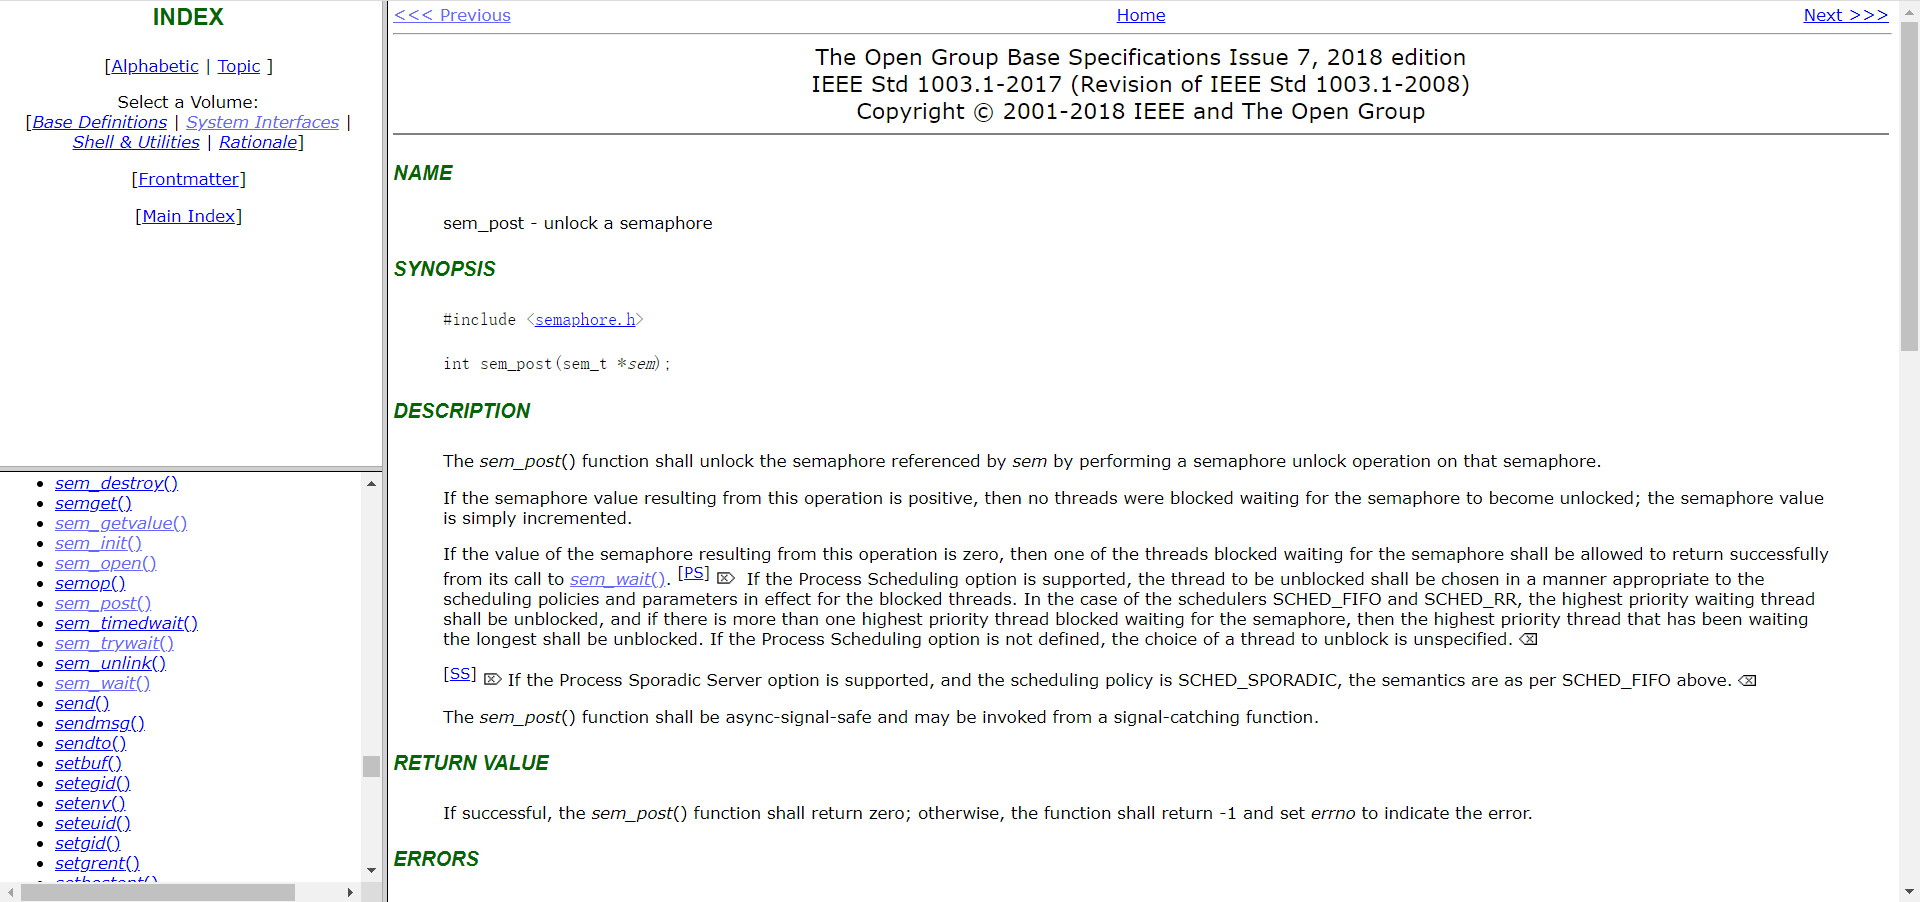 INDEX
[Alphabetic | Topic ]
Select a Volume:
[Base Definitions | System Interfaces |
Shell & Utilities | Rationale]
[Frontmatter]
[Main Index]
sem_destroy()
semget()
sem_getvalue()
sem_init()
sem_open()
semop()
sem_post()
sem_timedwait()
sem_trywait()
sem_unlink()
sem_wait()
send()
sendmsg()
sendto()
setbuf()
setegid()
setenv()
seteuid()
setgid()
setgrent()
<<< Previous
Home
Next >>>
The Open Group Base Specifications Issue 7, 2018 edition
IEEE Std 1003.1-2017 (Revision of IEEE Std 1003.1-2008)
Copyright © 2001-2018 IEEE and The Open Group
NAME
sem_post - unlock a semaphore
SYNOPSIS
#include <semaphore.h>
int sem_post(sem_t *sem);
DESCRIPTION
The sem_post() function shall unlock the semaphore referenced by sem by performing a semaphore unlock operation on that semaphore.
If the semaphore value resulting from this operation is positive, then no threads were blocked waiting for the semaphore to become unlocked; the semaphore value
is simply incremented.
If the value of the semaphore resulting from this operation is zero, then one of the threads blocked waiting for the semaphore shall be allowed to return successfully
from its call to sem_wait(). [PS] ⌦ If the Process Scheduling option is supported, the thread to be unblocked shall be chosen in a manner appropriate to the
scheduling policies and parameters in effect for the blocked threads. In the case of the schedulers SCHED_FIFO and SCHED_RR, the highest priority waiting thread
shall be unblocked, and if there is more than one highest priority thread blocked waiting for the semaphore, then the highest priority thread that has been waiting
the longest shall be unblocked. If the Process Scheduling option is not defined, the choice of a thread to unblock is unspecified. ⌫
[SS] ⌦ If the Process Sporadic Server option is supported, and the scheduling policy is SCHED_SPORADIC, the semantics are as per SCHED_FIFO above. ⌫
The sem_post() function shall be async-signal-safe and may be invoked from a signal-catching function.
RETURN VALUE
If successful, the sem_post() function shall return zero; otherwise, the function shall return -1 and set errno to indicate the error.
ERRORS